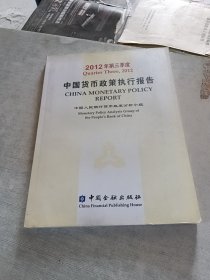 2012年第三季度
Quarter Three, 2012
中国货币政策执行报告
CHINA MONETARY POLICY
REPORT
中国人民银行货币政策分析小组
Monetary Policy Analysis Group of
the People's Bank of China
中国金融出版社
China Financial Publishing House